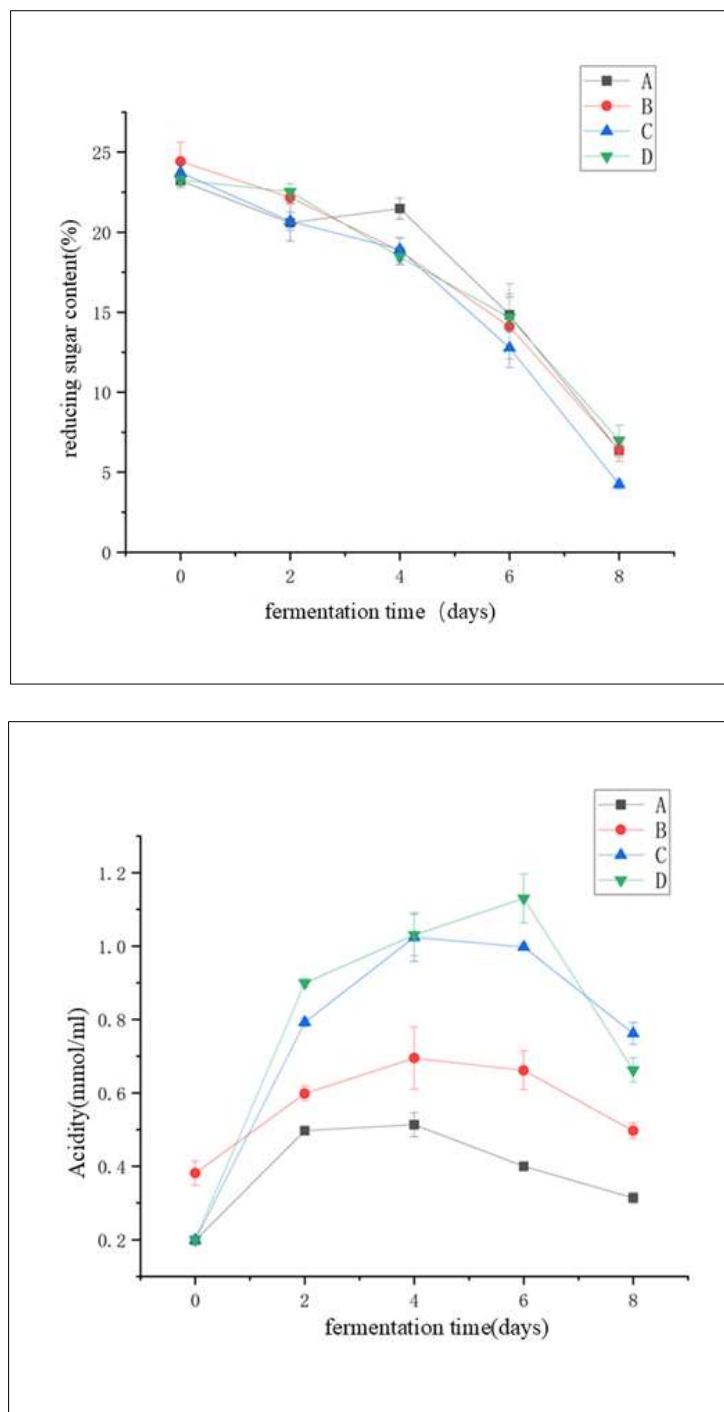 A
B
C
D
25
20
15
10
5
0
reducing sugar content(%)
0 2 4 6 8
fermentation time（days)
A
B
C
D
1.2
1.0
0.8
0.6
0.4
0.2
Acidity(mmol/ml)
0 2 4 6 8
fermentation time(days)